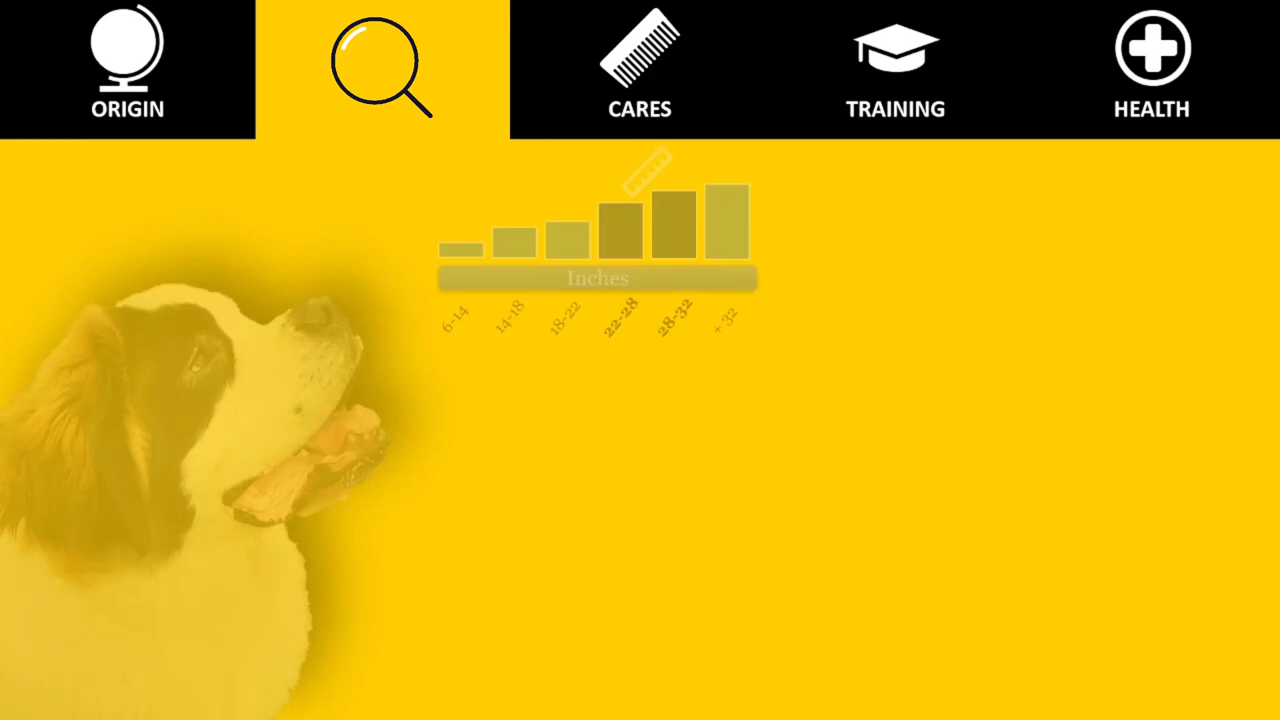 ORIGIN
CARES
TRAINING
HEALTH
Inches
6-14
14-18
18-22
22-28
28-32
+ 32